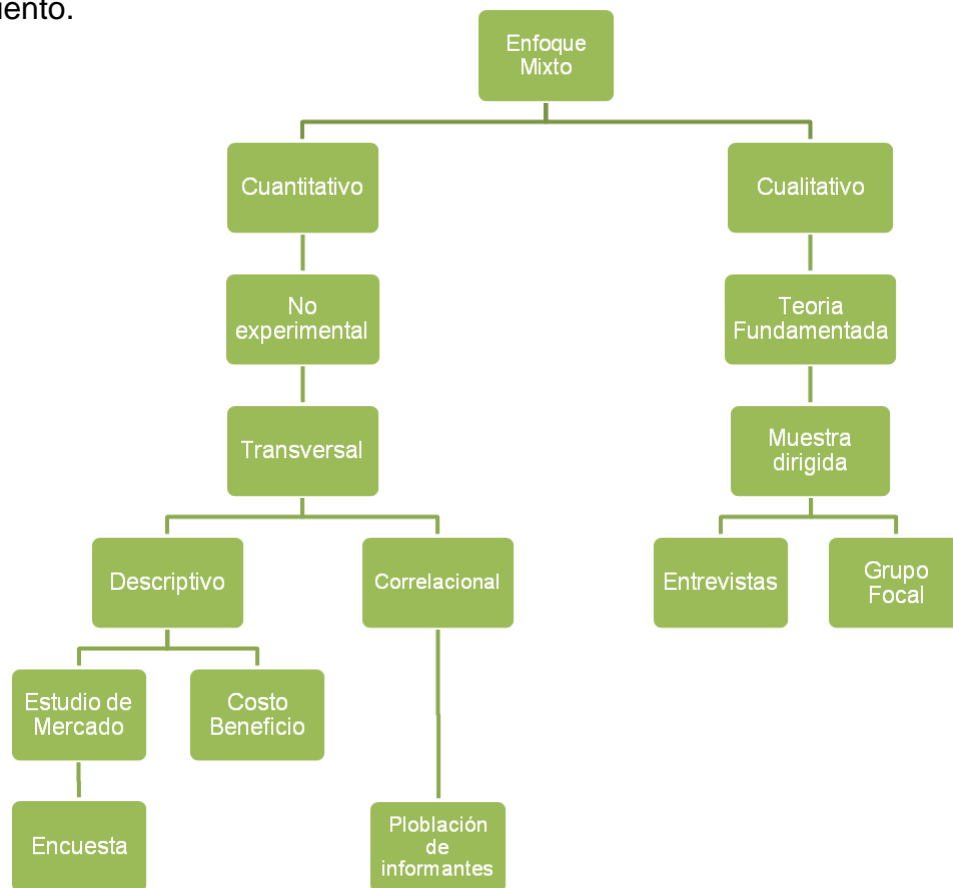 Enfoque
Mixto
Cuantitativo
Cualitativo
No
experimental
Teoria
Fundamentada
Transversal
Muestra
dirigida
Descriptivo
Correlacional
Entrevistas
Grupo
Focal
Estudio de
Mercado
Costo
Beneficio
Encuesta
Ploblación
de
informantes